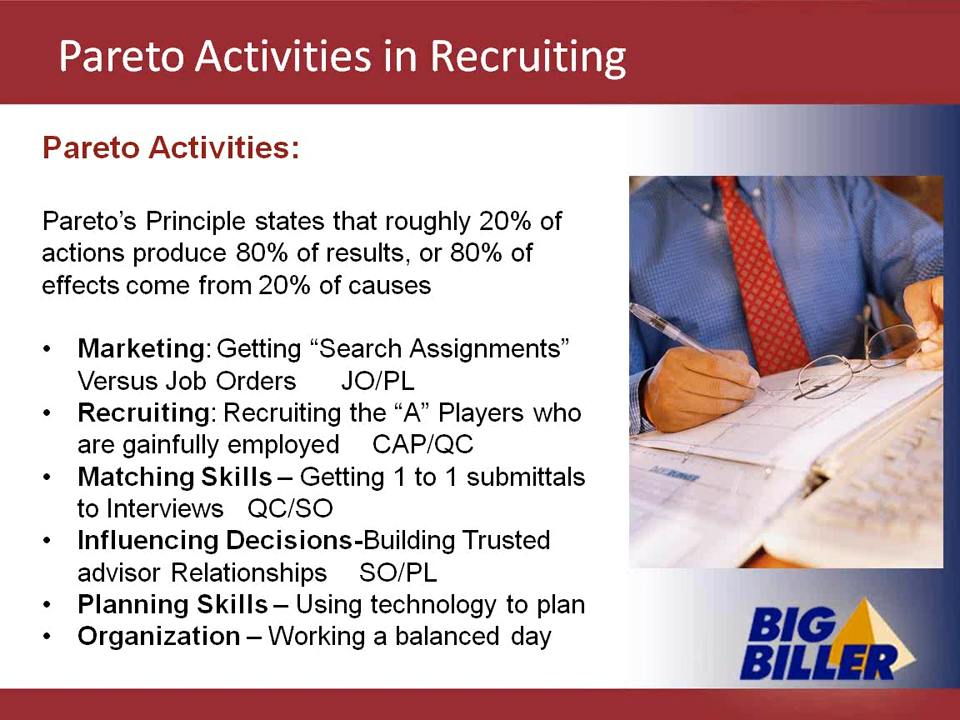 Pareto Activities in Recruiting
Pareto Activities:
Pareto’s Principle states that roughly 20% of
actions produce 80% of results, or 80% of
effects come from 20% of causes
• Marketing: Getting “Search Assignments”
Versus Job Orders JO/PL
• Recruiting: Recruiting the “A” Players who
are gainfully employed CAP/QC
• Matching Skills – Getting 1 to 1 submittals
to Interviews QC/SO
• Influencing Decisions-Building Trusted
advisor Relationships SO/PL
• Planning Skills – Using technology to plan
• Organization – Working a balanced day
BIG
BILLER